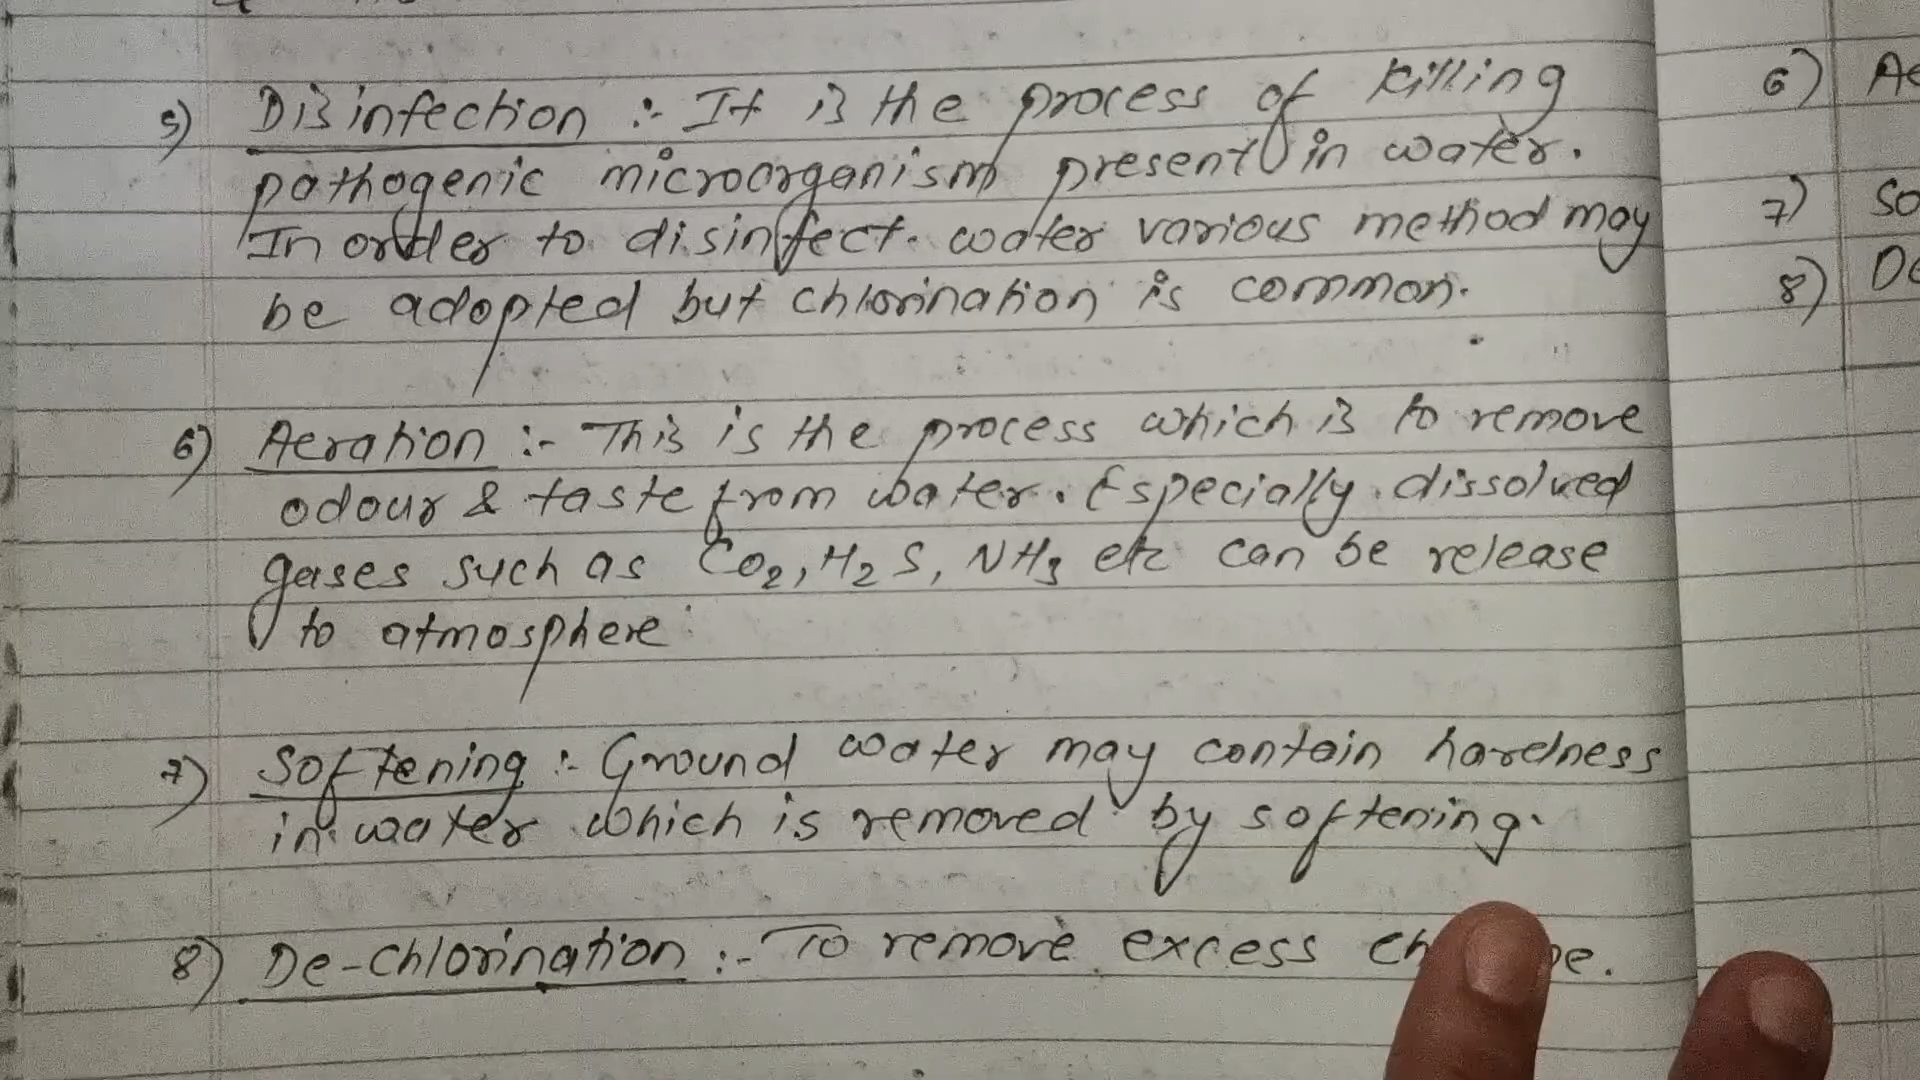 5) Disinfection :- It is the process of killing
pathogenic microorganism present in water.
In order to disinfect water various method may
be adopted but chlorination is common.
6) Aeration :- This is the process which is to remove
odour & taste from water. Especially dissolved
gases such as CO2, H2S, NH3 etc can be release
to atmosphere
7) Softening :- Ground water may contain hardness
in water which is removed by softening.
8) De-chlorination :- To remove excess
6)
7)
8)